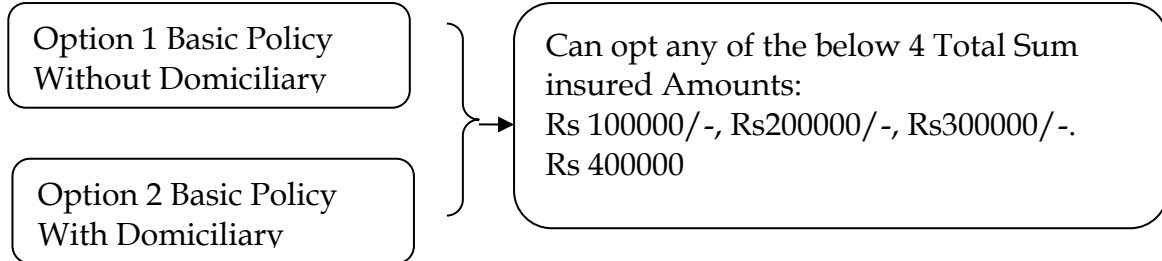 Option 1 Basic Policy
Without Domiciliary
Option 2 Basic Policy
With Domiciliary
Can opt any of the below 4 Total Sum
insured Amounts:
Rs 100000/-, Rs200000/-, Rs300000/-.
Rs 400000